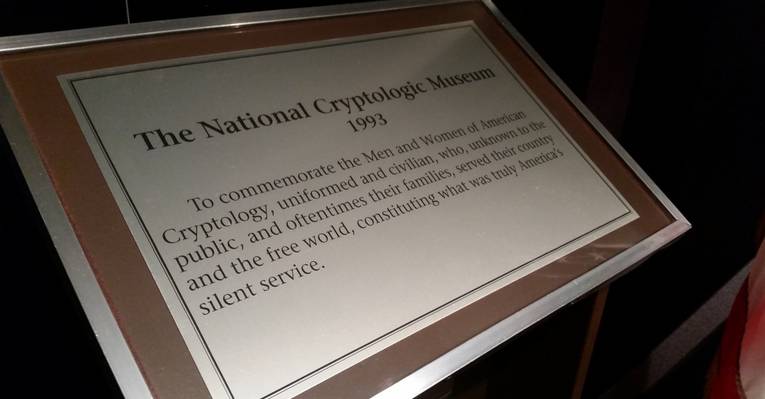 The National Cryptologic Museum
1993
To commemorate the Men and Women of American
Cryptology, uniformed and civilian, who, unknown to the
public, and oftentimes their families, served their country
and the free world, constituting what was truly America's
silent service.